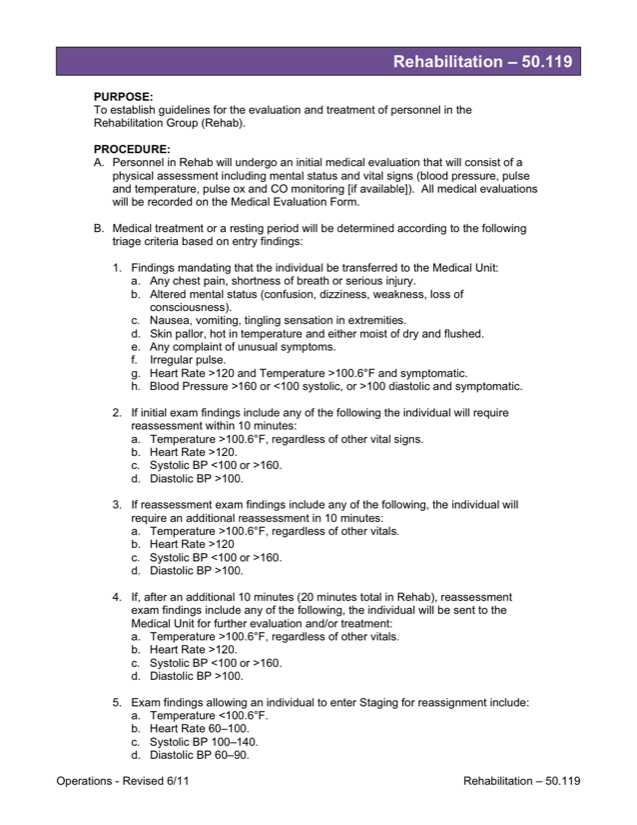 Rehabilitation – 50.119
PURPOSE:
To establish guidelines for the evaluation and treatment of personnel in the
Rehabilitation Group (Rehab).
PROCEDURE:
A. Personnel in Rehab will undergo an initial medical evaluation that will consist of a
physical assessment including mental status and vital signs (blood pressure, pulse
and temperature, pulse ox and CO monitoring [if available]). All medical evaluations
will be recorded on the Medical Evaluation Form.
B. Medical treatment or a resting period will be determined according to the following
triage criteria based on entry findings:
1. Findings mandating that the individual be transferred to the Medical Unit:
a. Any chest pain, shortness of breath or serious injury.
b. Altered mental status (confusion, dizziness, weakness, loss of
consciousness).
c. Nausea, vomiting, tingling sensation in extremities.
d. Skin pallor, hot in temperature and either moist of dry and flushed.
e. Any complaint of unusual symptoms.
f. Irregular pulse.
g. Heart Rate >120 and Temperature >100.6°F and symptomatic.
h. Blood Pressure >160 or <100 systolic, or >100 diastolic and symptomatic.
2. If initial exam findings include any of the following the individual will require
reassessment within 10 minutes:
a. Temperature >100.6°F, regardless of other vital signs.
b. Heart Rate >120.
c. Systolic BP <100 or >160.
d. Diastolic BP >100.
3. If reassessment exam findings include any of the following, the individual will
require an additional reassessment in 10 minutes:
a. Temperature >100.6°F, regardless of other vitals.
b. Heart Rate >120
c. Systolic BP <100 or >160.
d. Diastolic BP >100.
4. If, after an additional 10 minutes (20 minutes total in Rehab), reassessment
exam findings include any of the following, the individual will be sent to the
Medical Unit for further evaluation and/or treatment:
a. Temperature >100.6°F, regardless of other vitals.
b. Heart Rate >120.
c. Systolic BP <100 or >160.
d. Diastolic BP >100.
5. Exam findings allowing an individual to enter Staging for reassignment include:
a. Temperature <100.6°F.
b. Heart Rate 60–100.
c. Systolic BP 100–140.
d. Diastolic BP 60–90.
Operations - Revised 6/11 Rehabilitation – 50.119